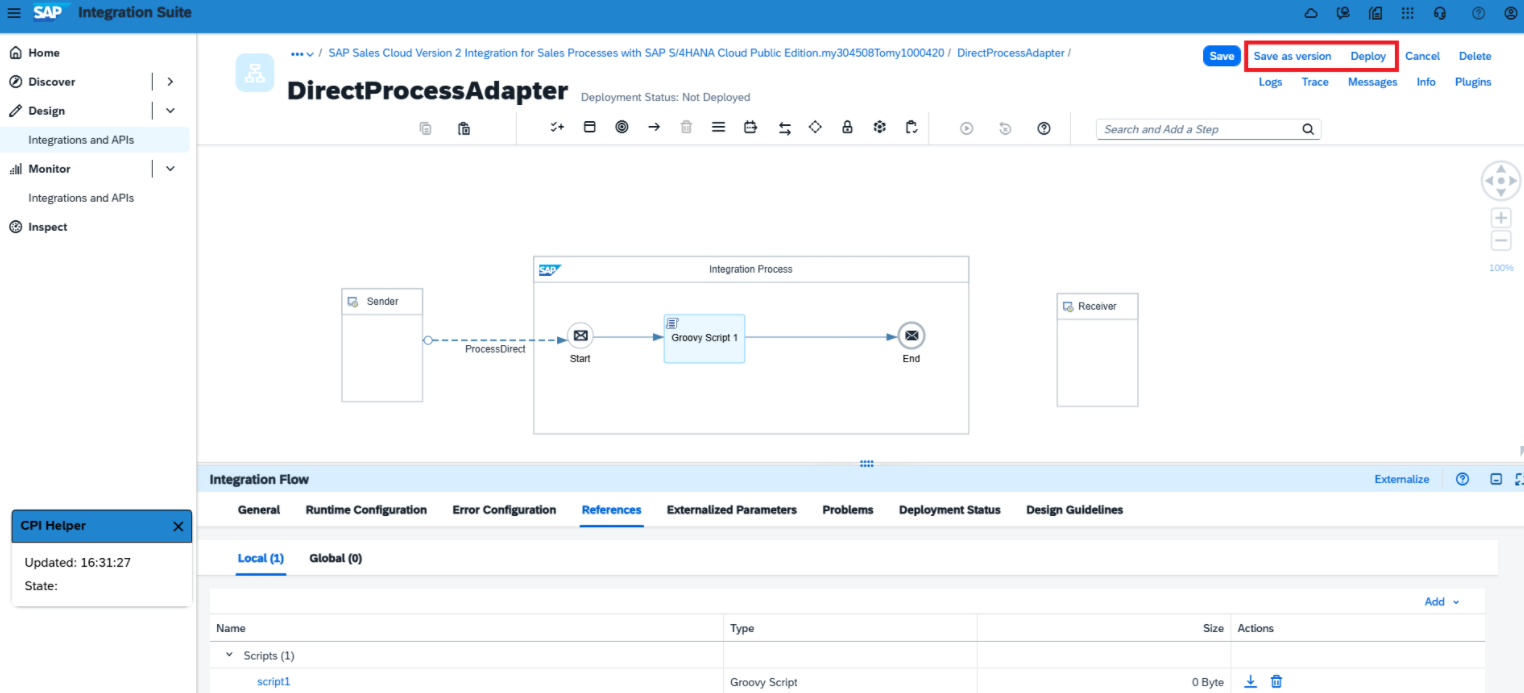 SAP Integration Suite
Home
Discover
Design
Integrations and APIs
Monitor
Integrations and APIs
Inspect
CPI Helper
Updated: 16:31:27
State:
••• / SAP Sales Cloud Version 2 Integration for Sales Processes with SAP S/4HANA Cloud Public Edition.my304508Tomy1000420 / DirectProcessAdapter /
DirectProcessAdapter Deployment Status: Not Deployed
Save Save as version Deploy Cancel Delete
Logs Trace Messages Info Plugins
Search and Add a Step
100%
SAP Integration Process
Sender
Receiver
Groovy Script 1
ProcessDirect
Start
End
Integration Flow Externalize
General Runtime Configuration Error Configuration References Externalized Parameters Problems Deployment Status Design Guidelines
Local (1) Global (0)
Add
Name Type Size Actions
Scripts (1)
script1 Groovy Script 0 Byte